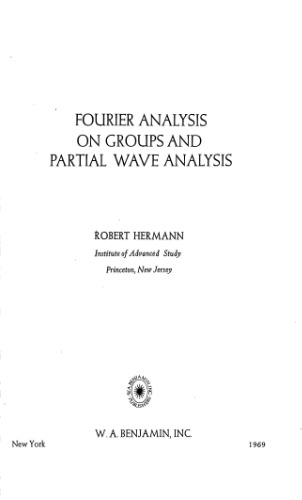 FOURIER ANALYSIS
ON GROUPS AND
PARTIAL WAVE ANALYSIS
ROBERT HERMANN
Institute of Advanced Study
Princeton, New Jersey
W. A. BENJAMIN, INC.
New York 1969